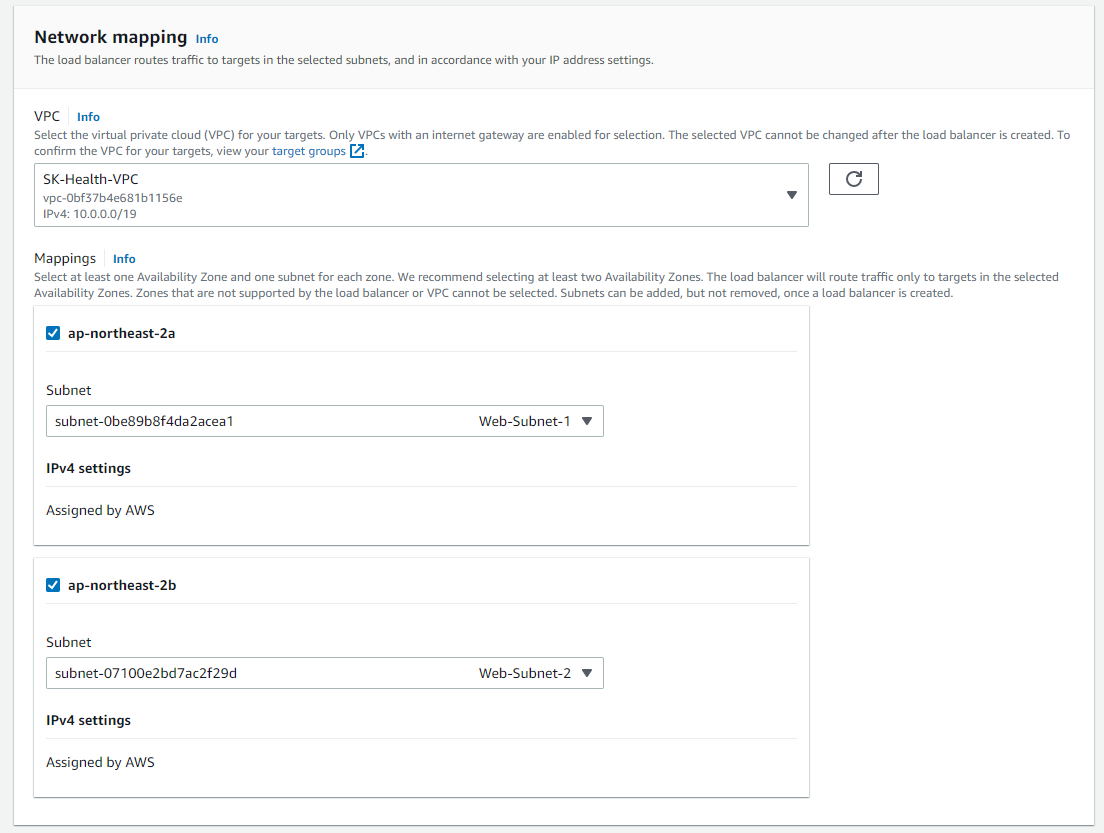 Network mapping Info
The load balancer routes traffic to targets in the selected subnets, and in accordance with your IP address settings.
VPC Info
Select the virtual private cloud (VPC) for your targets. Only VPCs with an internet gateway are enabled for selection. The selected VPC cannot be changed after the load balancer is created. To
confirm the VPC for your targets, view your target groups.
SK-Health-VPC
vpc-0bf37b4e681b1156e
IPv4: 10.0.0.0/19
Mappings Info
Select at least one Availability Zone and one subnet for each zone. We recommend selecting at least two Availability Zones. The load balancer will route traffic only to targets in the selected
Availability Zones. Zones that are not supported by the load balancer or VPC cannot be selected. Subnets can be added, but not removed, once a load balancer is created.
ap-northeast-2a
Subnet
subnet-0be89b8f4da2acea1 Web-Subnet-1
IPv4 settings
Assigned by AWS
ap-northeast-2b
Subnet
subnet-07100e2bd7ac2f29d Web-Subnet-2
IPv4 settings
Assigned by AWS